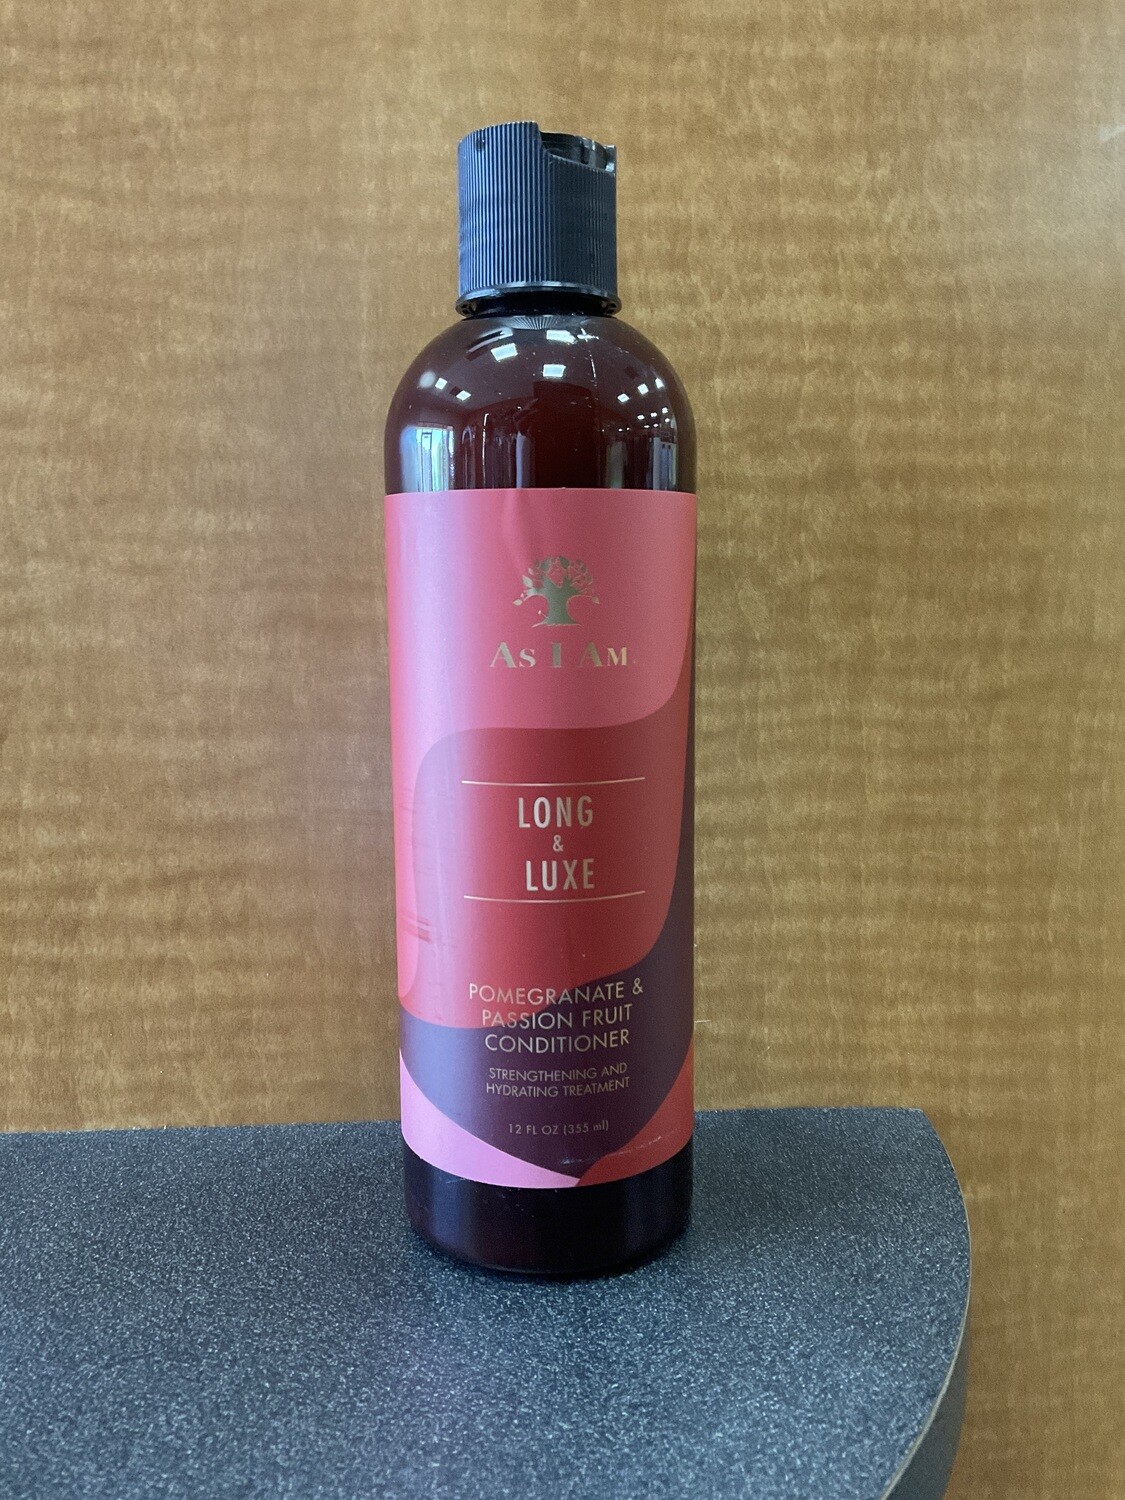 As I Am
LONG
&
LUXE
POMEGRANATE &
PASSION FRUIT
CONDITIONER
STRENGTHENING AND
HYDRATING TREATMENT
12 FL OZ (355 ml)